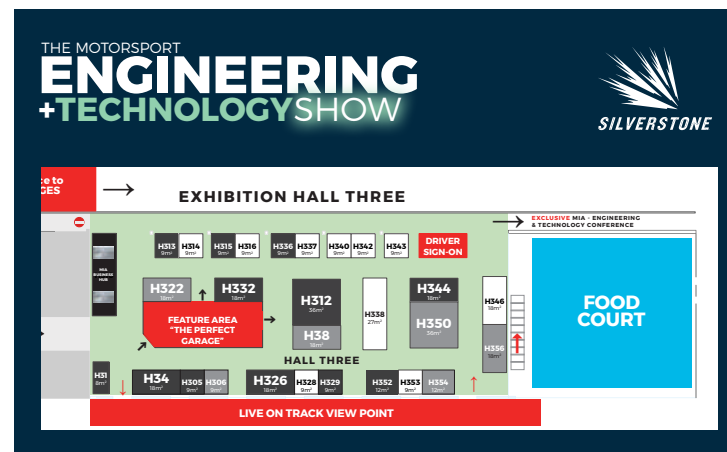 THE MOTORSPORT
ENGINEERING
+TECHNOLOGYSHOW
SILVERSTONE
ce to
GES
EXHIBITION HALL THREE
EXCLUSIVE MIA - ENGINEERING
& TECHNOLOGY CONFERENCE
H313
9m²
H314
9m²
H315
9m²
H316
9m²
H336
9m²
H337
9m²
H340
9m²
H342
9m²
H343
9m²
DRIVER
SIGN-ON
MIA
BUSINESS
HUB
H322
18m²
H332
18m²
FEATURE AREA
"THE PERFECT
GARAGE"
H312
36m²
H38
18m²
H338
27m²
H344
18m²
H350
36m²
H346
18m²
H356
18m²
FOOD
COURT
HALL THREE
H31
8m²
H34
18m²
H305
9m²
H306
9m²
H326
18m²
H328
9m²
H329
9m²
H352
12m²
H353
9m²
H354
12m²
LIVE ON TRACK VIEW POINT